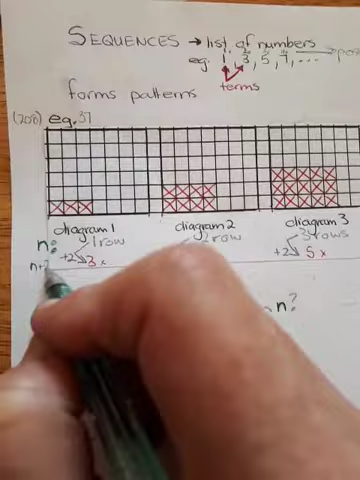 SEQUENCES → list of numbers
eg: 1, 3, 5, 7, ...
terms
forms patterns
(208) eg. 37
diagram 1 diagram 2 diagram 3
n: 1 row row 3 rows
+2 3 x +2 5 x
n?